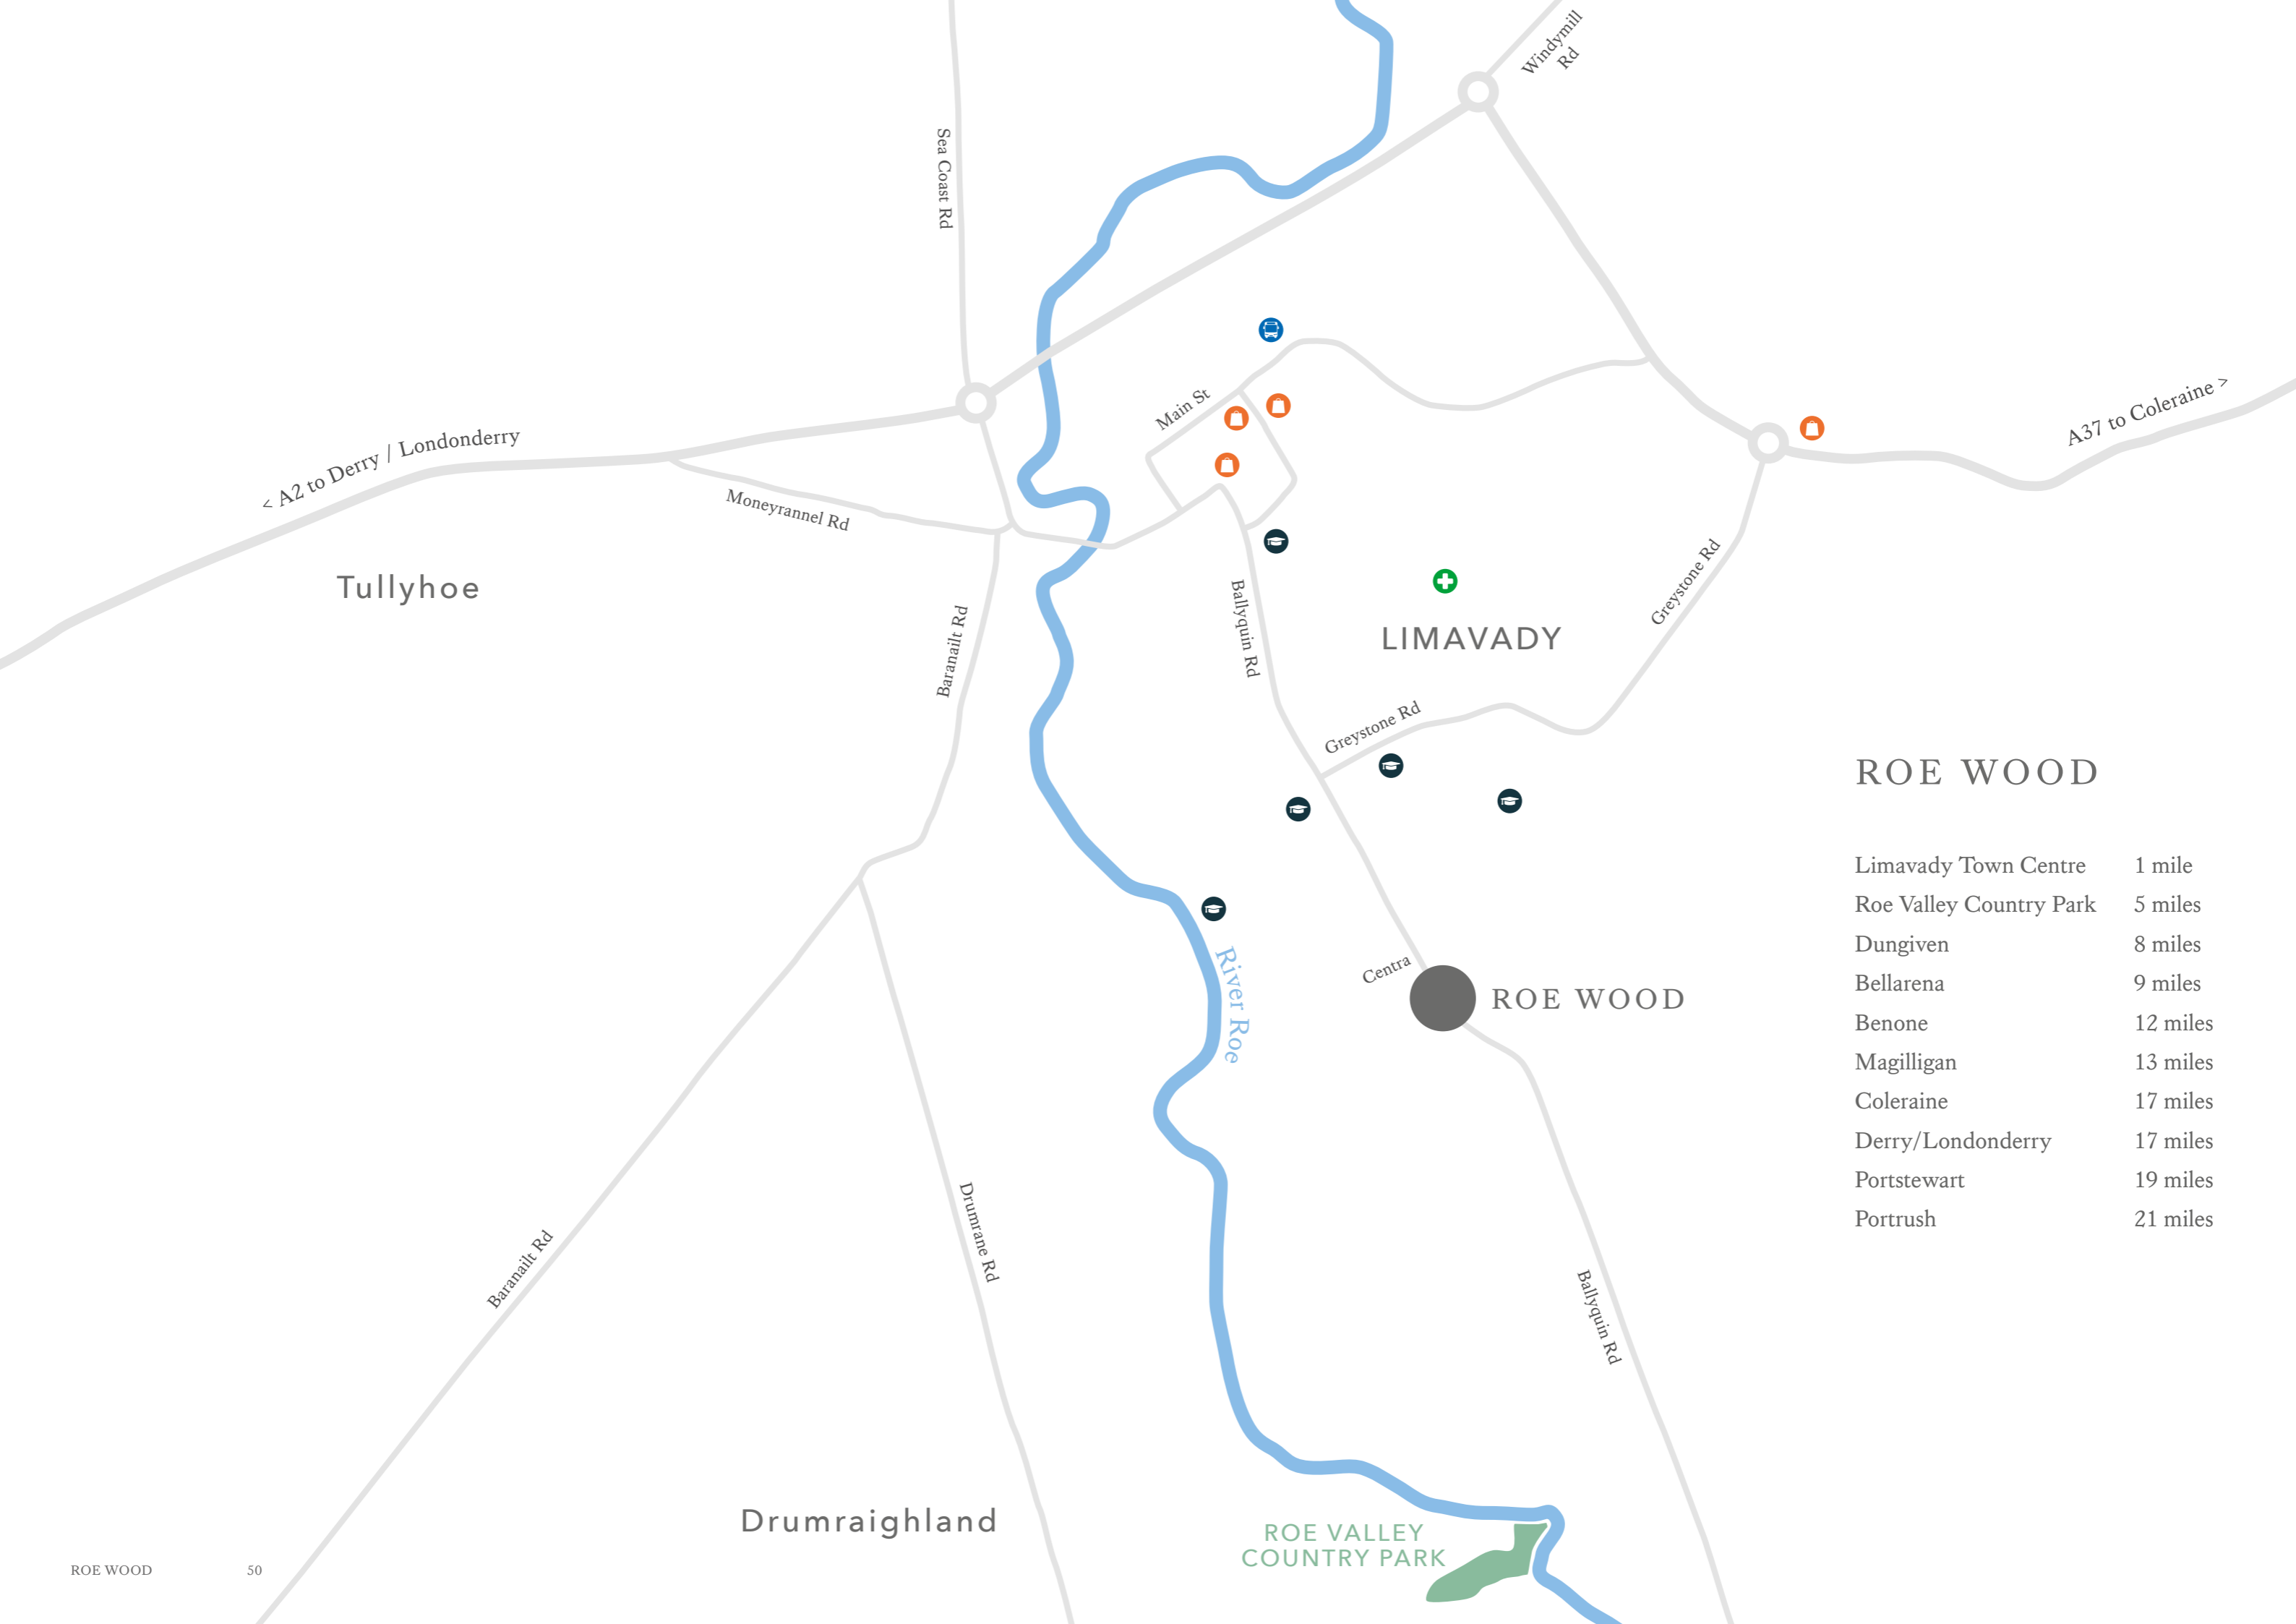 Windymill
Rd
Sea Coast Rd
< A2 to Derry / Londonderry
Main St
A37 to Coleraine >
Moneyrannel Rd
Tullyhoe
Baranailt Rd
Ballyquin Rd
LIMAVADY
Greystone Rd
Greystone Rd
River Roe
Centra
ROE WOOD
Baranailt Rd
Drumrane Rd
Ballyquin Rd
Drumraighland
ROE VALLEY
COUNTRY PARK
ROE WOOD
Limavady Town Centre 1 mile
Roe Valley Country Park 5 miles
Dungiven 8 miles
Bellarena 9 miles
Benone 12 miles
Magilligan 13 miles
Coleraine 17 miles
Derry/Londonderry 17 miles
Portstewart 19 miles
Portrush 21 miles
ROE WOOD 50